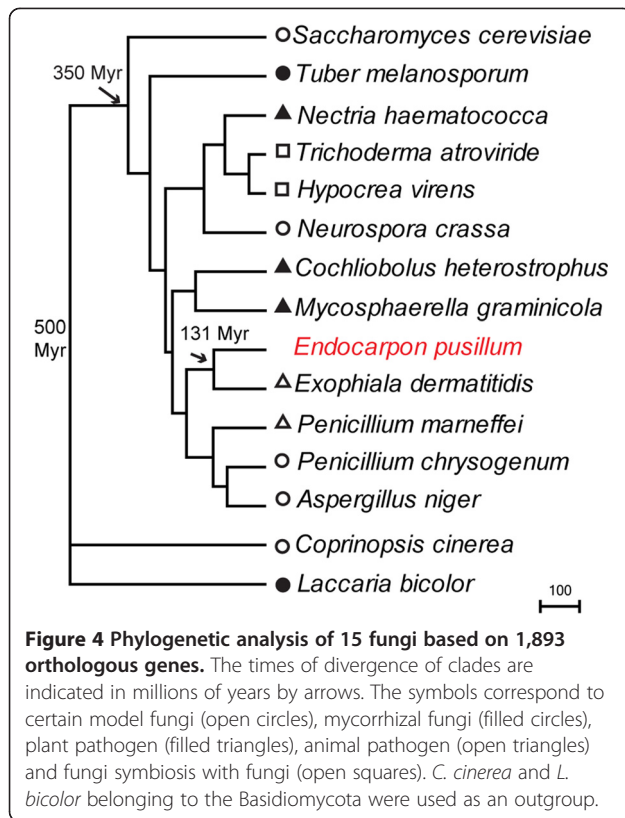 Saccharomyces cerevisiae
350 Myr
Tuber melanosporum
Nectria haematococca
Trichoderma atroviride
Hypocrea virens
Neurospora crassa
Cochliobolus heterostrophus
Mycosphaerella graminicola
500
Myr
131 Myr
Endocarpon pusillum
Exophiala dermatitidis
Penicillium marneffei
Penicillium chrysogenum
Aspergillus niger
Coprinopsis cinerea
Laccaria bicolor
100
Figure 4 Phylogenetic analysis of 15 fungi based on 1,893
orthologous genes. The times of divergence of clades are
indicated in millions of years by arrows. The symbols correspond to
certain model fungi (open circles), mycorrhizal fungi (filled circles),
plant pathogen (filled triangles), animal pathogen (open triangles)
and fungi symbiosis with fungi (open squares). C. cinerea and L.
bicolor belonging to the Basidiomycota were used as an outgroup.